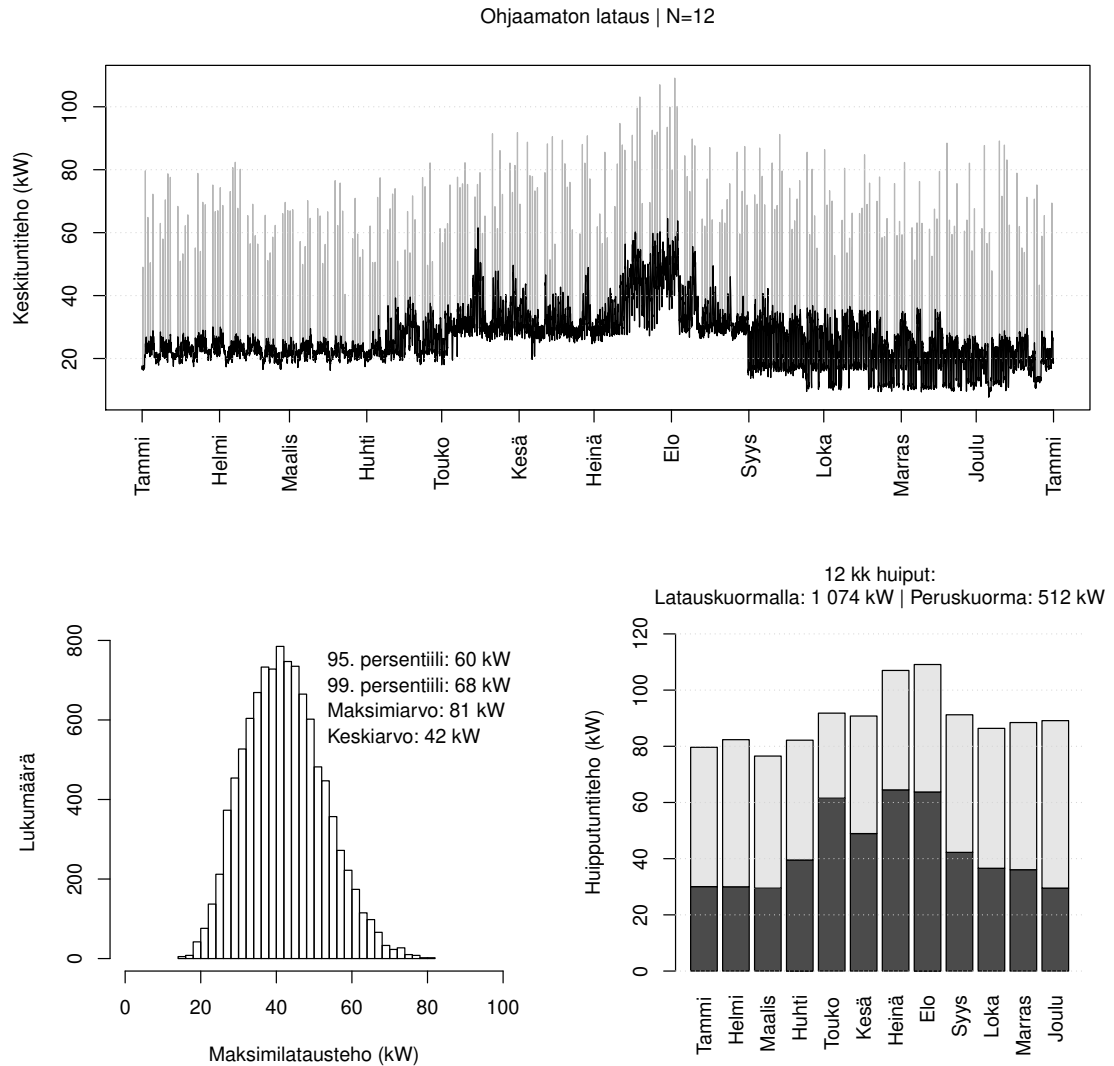 Ohjaamaton lataus | N=12
Keskituntiteho (kW)
100
80
60
40
20
Tammi
Helmi
Maalis
Huhti
Touko
Kesä
Heinä
Elo
Syys
Loka
Marras
Joulu
Tammi
Lukumäärä
800
600
400
200
0
95. persentiili: 60 kW
99. persentiili: 68 kW
Maksimiarvo: 81 kW
Keskiarvo: 42 kW
0 20 40 60 80 100
Maksimilatausteho (kW)
12 kk huiput:
Latauskuormalla: 1 074 kW | Peruskuorma: 512 kW
Huipputuntiteho (kW)
120
100
80
60
40
20
0
Tammi
Helmi
Maalis
Huhti
Touko
Kesä
Heinä
Elo
Syys
Loka
Marras
Joulu